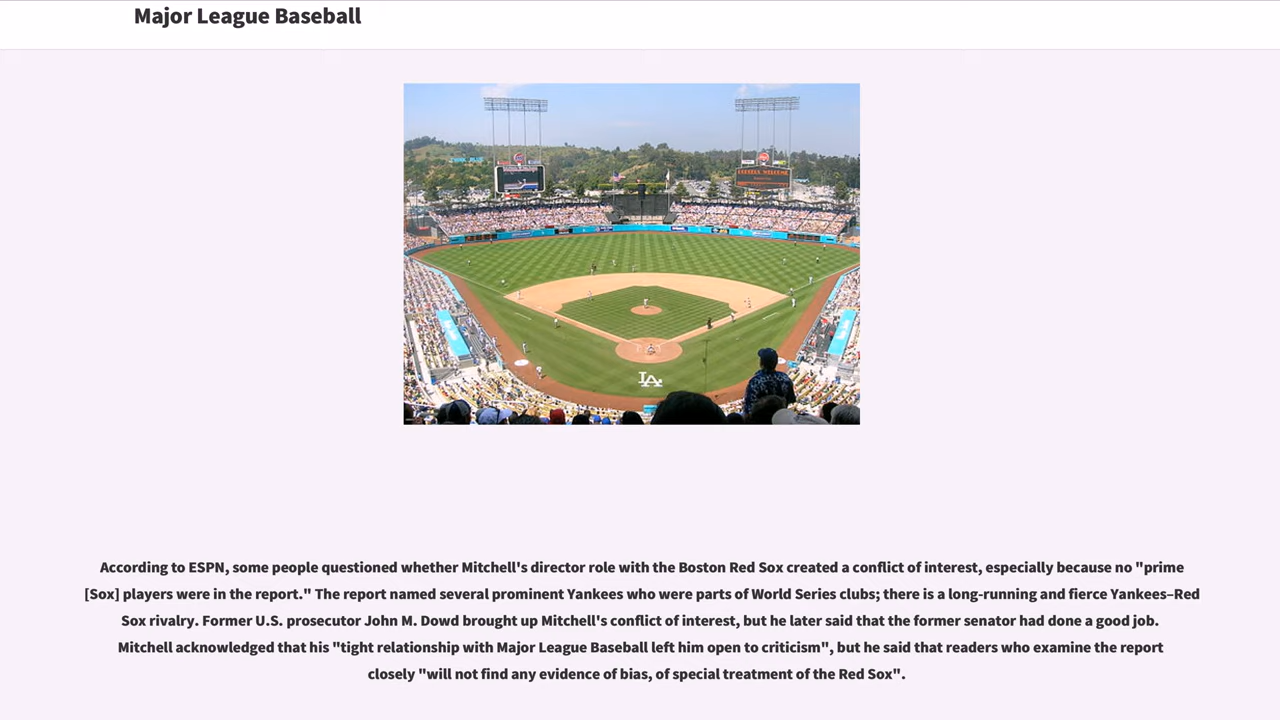 Major League Baseball
LA
According to ESPN, some people questioned whether Mitchell's director role with the Boston Red Sox created a conflict of interest, especially because no "prime
[Sox] players were in the report." The report named several prominent Yankees who were parts of World Series clubs; there is a long-running and fierce Yankees–Red
Sox rivalry. Former U.S. prosecutor John M. Dowd brought up Mitchell's conflict of interest, but he later said that the former senator had done a good job.
Mitchell acknowledged that his "tight relationship with Major League Baseball left him open to criticism", but he said that readers who examine the report
closely "will not find any evidence of bias, of special treatment of the Red Sox".